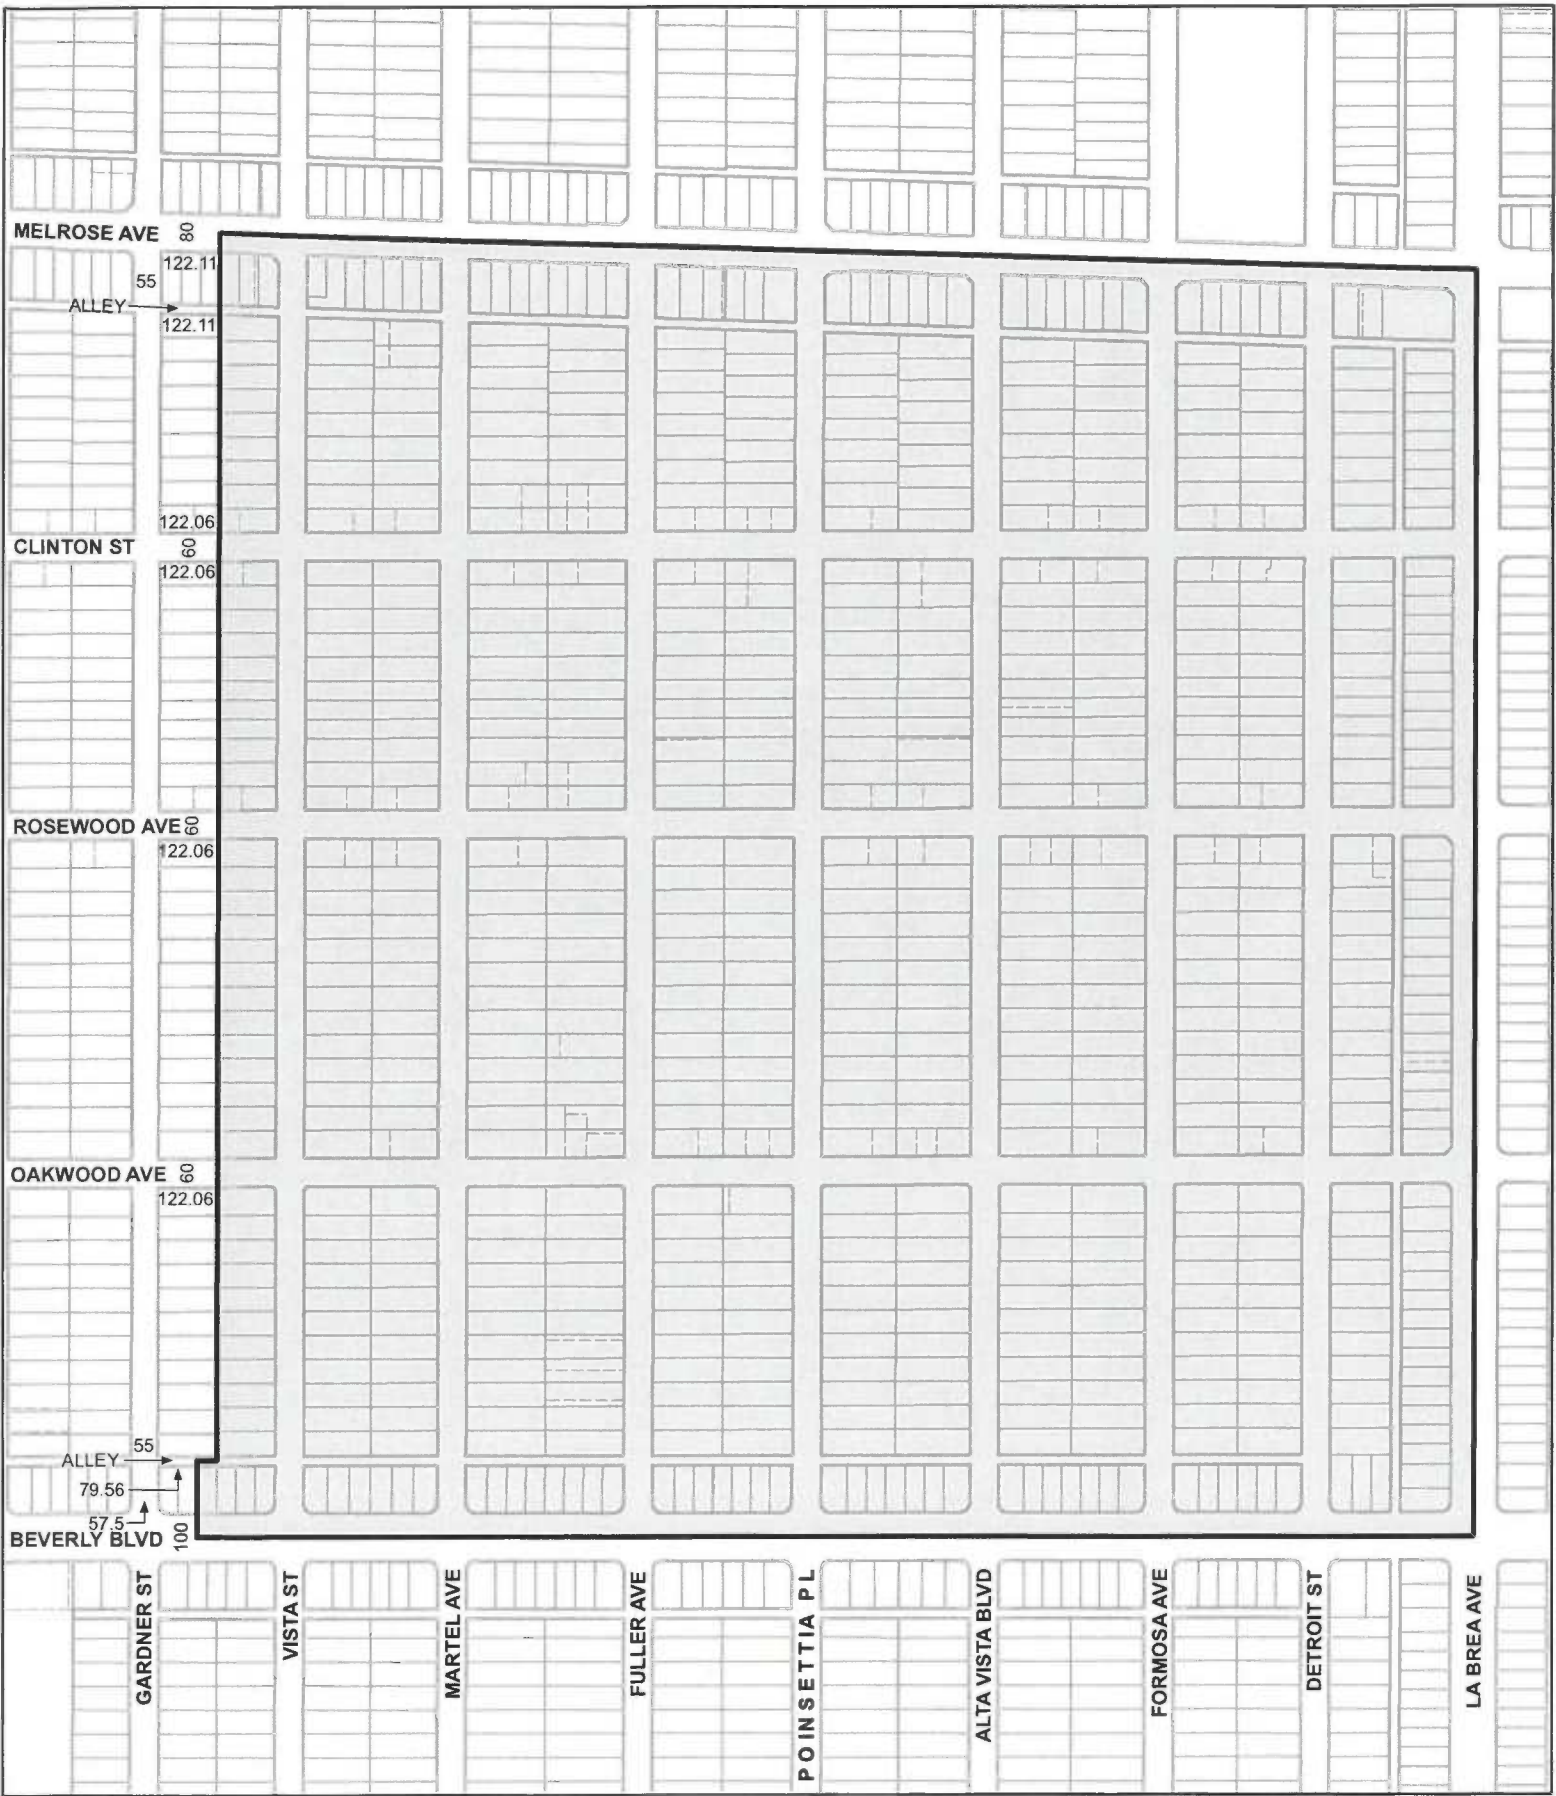 MELROSE AVE
80
122.11
55
ALLEY
122.11
122.06
CLINTON ST
60
122.06
ROSEWOOD AVE
60
122.06
OAKWOOD AVE
60
122.06
55
ALLEY
79.56
57.5
BEVERLY BLVD
100
GARDNER ST
VISTA ST
MARTEL AVE
FULLER AVE
POINSETTIA PL
ALTA VISTA BLVD
FORMOSA AVE
DETROIT ST
LA BREA AVE